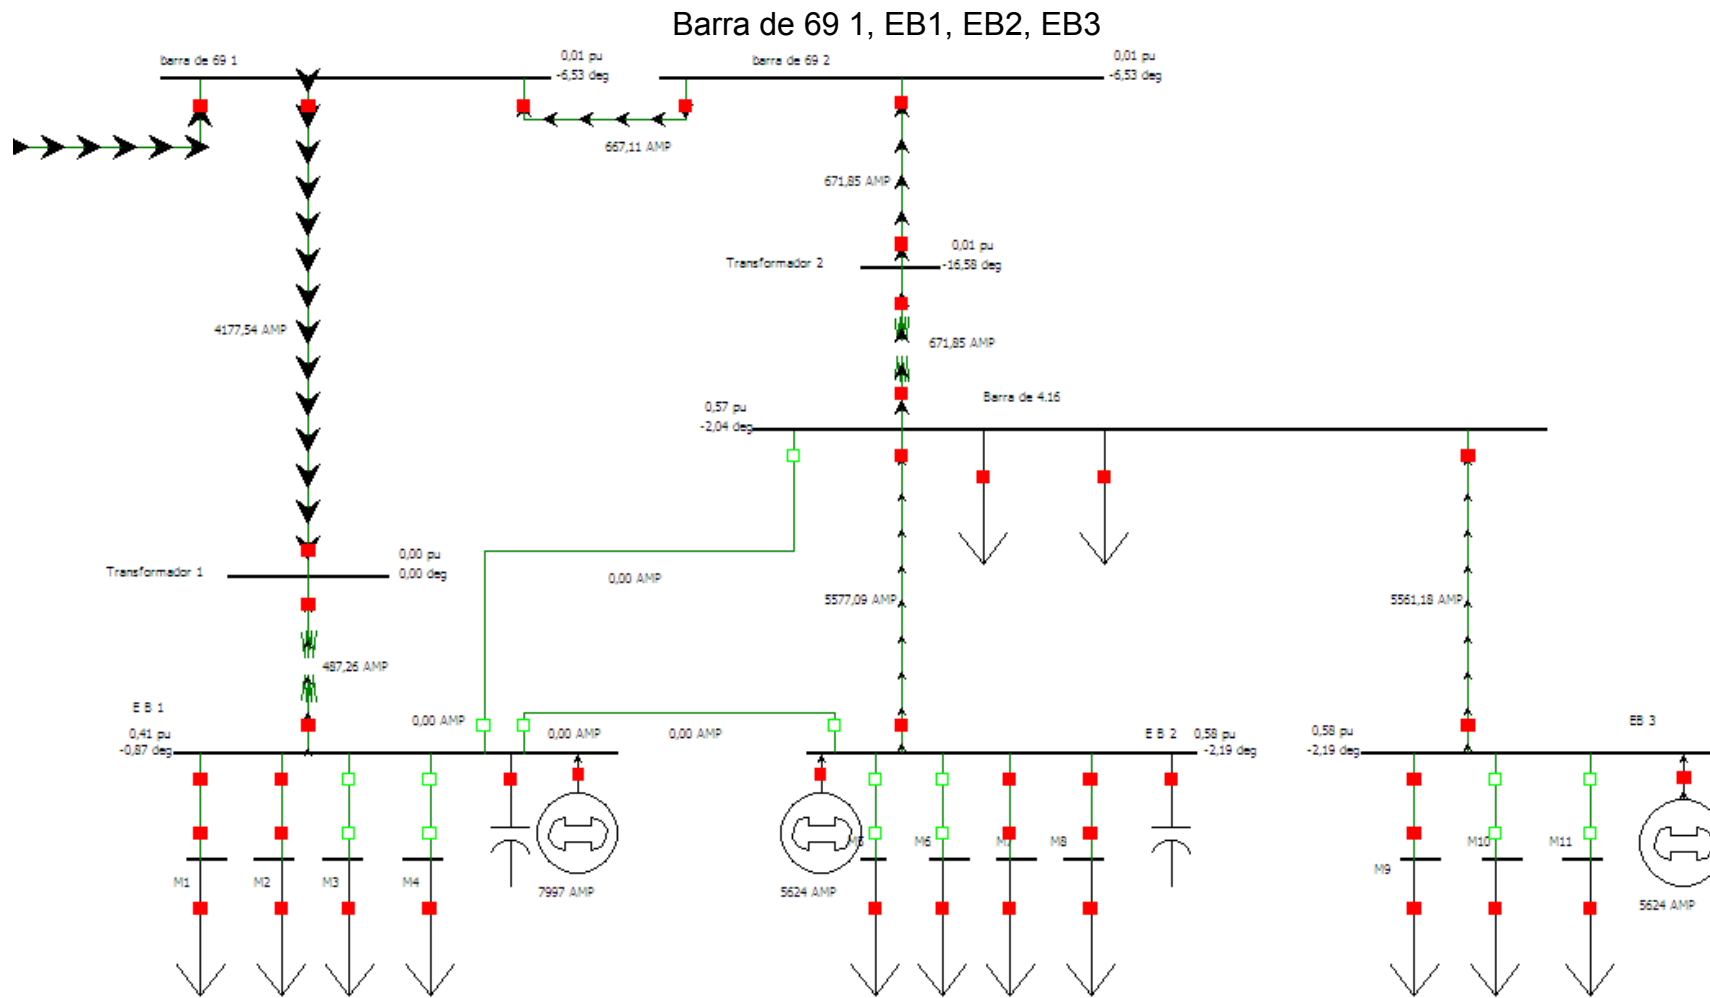 Barra de 69 1, EB1, EB2, EB3
barra de 69 1
0,01 pu
-6,53 deg
barra de 69 2
0,01 pu
-6,53 deg
667,11 AMP
671,85 AMP
Transformador 2
0,01 pu
-16,58 deg
4177,54 AMP
671,85 AMP
Barra de 4.16
0,57 pu
-2,04 deg
Transformador 1
0,00 pu
0,00 deg
0,00 AMP
5577,09 AMP
5561,18 AMP
487,26 AMP
E B 1
0,41 pu
-0,87 deg
0,00 AMP
0,00 AMP
0,00 AMP
E B 2
0,58 pu
-2,19 deg
0,58 pu
-2,19 deg
EB 3
M1
M2
M3
M4
7997 AMP
5624 AMP
M5
M6
M7
M8
M9
M10
M11
5624 AMP